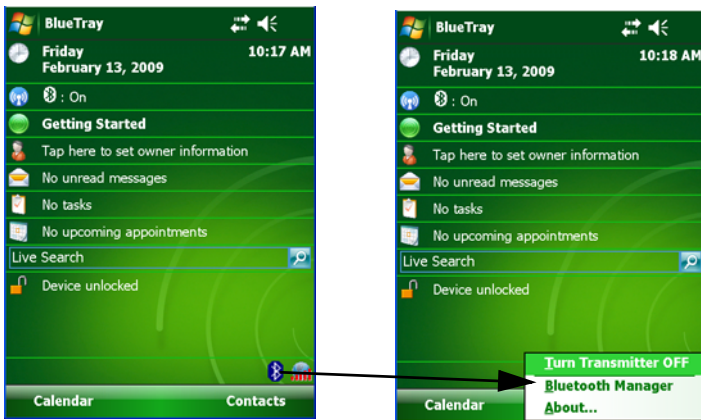 BlueTray
Friday 10:17 AM
February 13, 2009
: On
Getting Started
Tap here to set owner information
No unread messages
No tasks
No upcoming appointments
Live Search
Device unlocked
Calendar Contacts
BlueTray
Friday 10:18 AM
February 13, 2009
: On
Getting Started
Tap here to set owner information
No unread messages
No tasks
No upcoming appointments
Live Search
Device unlocked
Turn Transmitter OFF
Bluetooth Manager
About...
Calendar